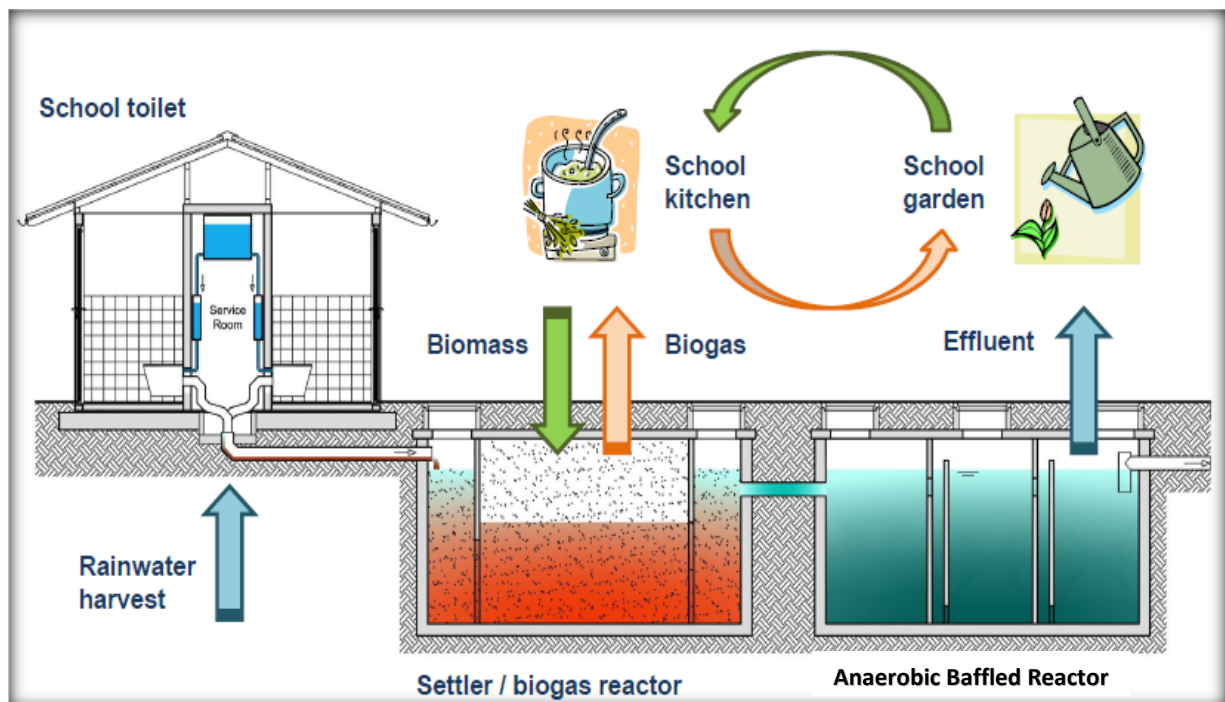 School toilet
Service
Room
School
kitchen
School
garden
Biomass
Biogas
Effluent
Rainwater
harvest
Settler / biogas reactor
Anaerobic Baffled Reactor